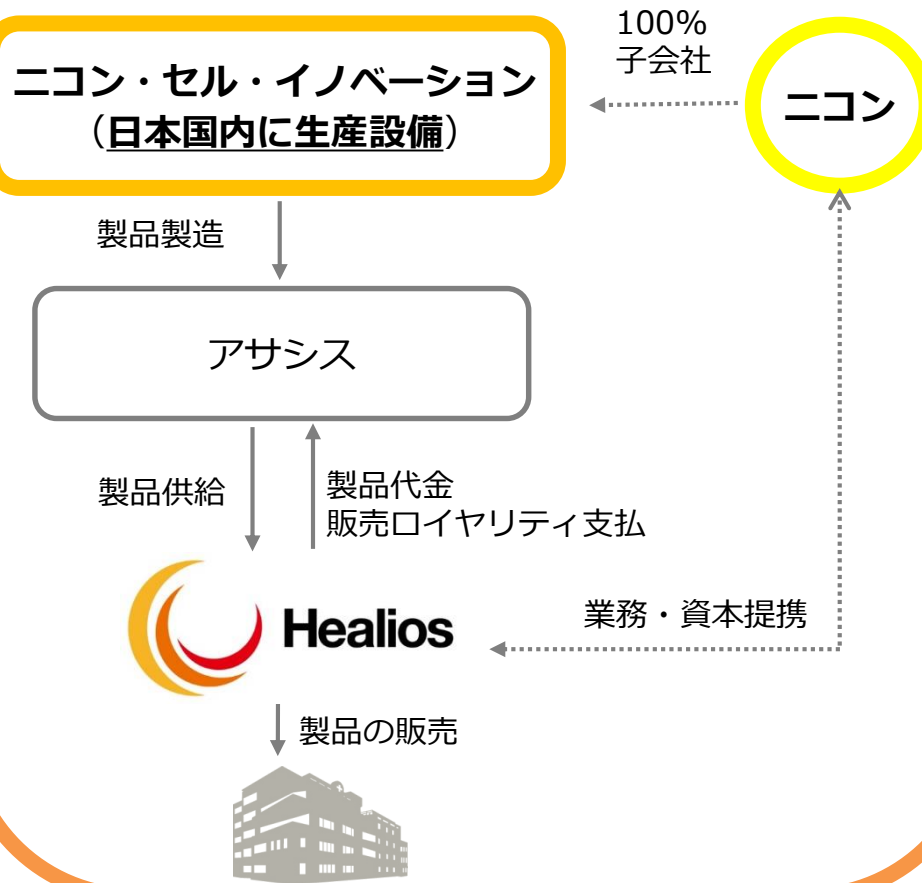 100%
子会社
ニコン・セル・イノベーション
（日本国内に生産設備）
ニコン
製品製造
アサシス
製品供給
製品代金
販売ロイヤリティ支払
Healios
業務・資本提携
製品の販売